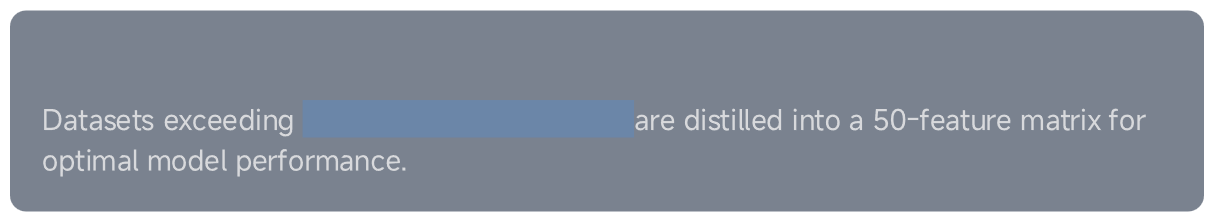 Datasets exceeding are distilled into a 50-feature matrix for
optimal model performance.